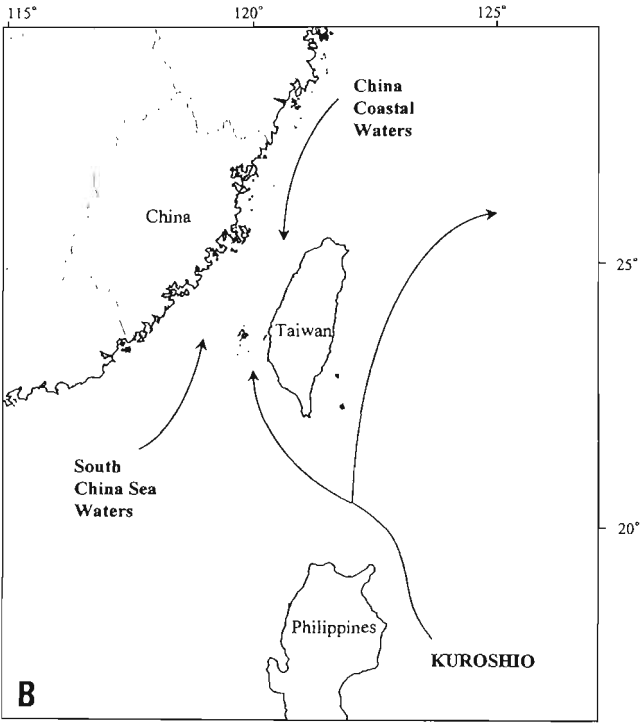 115°
120°
125°
China
Coastal
Waters
China
25°
Taiwan
South
China Sea
Waters
20°
Philippines
KUROSHIO
B